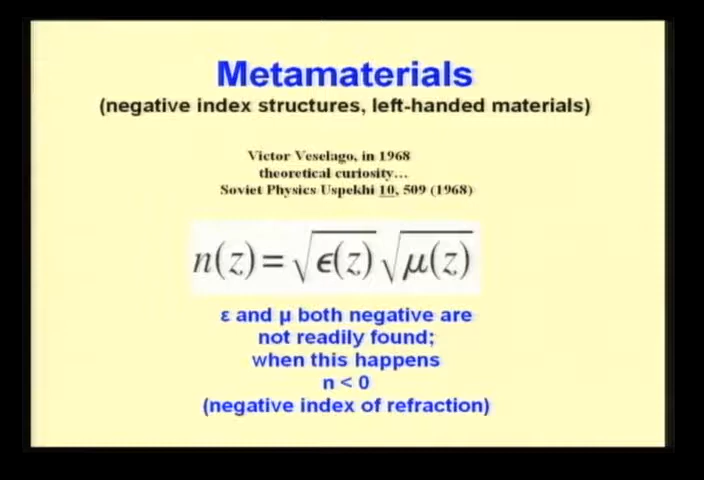 Metamaterials
(negative index structures, left-handed materials)
Victor Veselago, in 1968
theoretical curiosity...
Soviet Physics Uspekhi 10, 509 (1968)
n(z)=√ϵ(z) √μ(z)
ε and μ both negative are
not readily found;
when this happens
n < 0
(negative index of refraction)